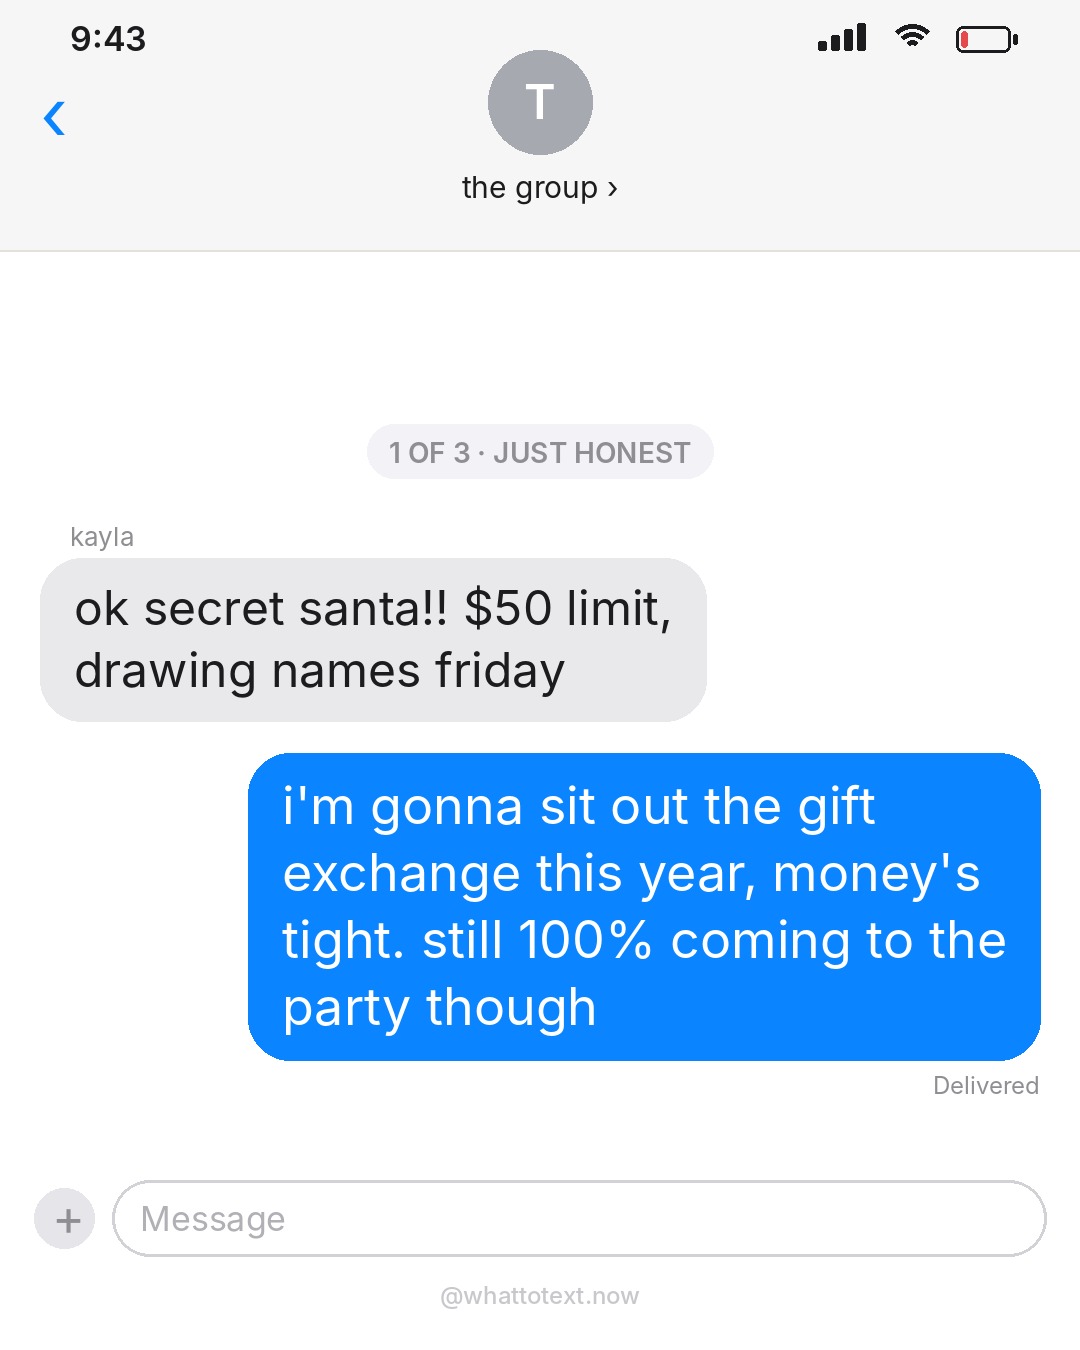 9:43
T
the group ›
1 OF 3 · JUST HONEST
kayla
ok secret santa!! $50 limit,
drawing names friday
i'm gonna sit out the gift
exchange this year, money's
tight. still 100% coming to the
party though
Delivered
+
Message
@whattotext.now